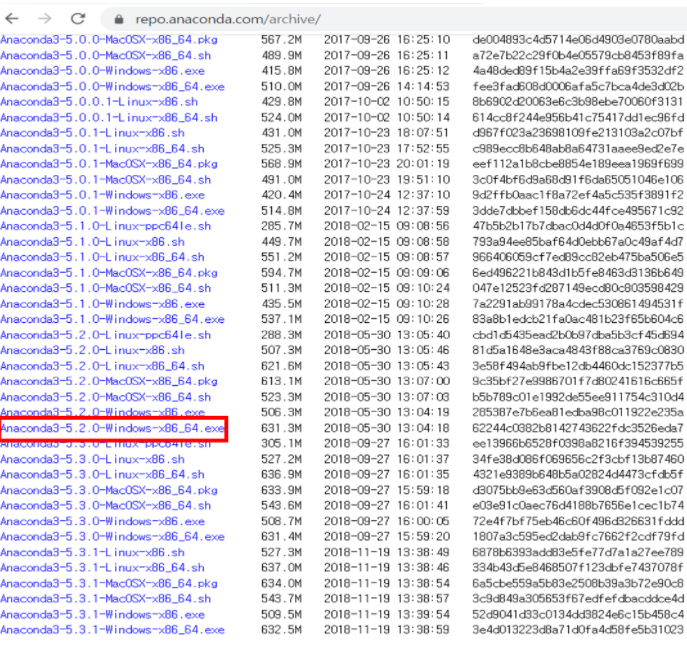 repo.anaconda.com/archive/
Anaconda3-5.0.0-MacOSX-x86_64.pkg 567.2M 2017-09-26 16:25:10 de004893c4d5714e06d4903e0780aabd
Anaconda3-5.0.0-MacOSX-x86_64.sh 489.9M 2017-09-26 16:25:11 a72e7b22c29f0b4e05579cb8453f89fa
Anaconda3-5.0.0-Windows-x86.exe 415.8M 2017-09-26 16:25:12 4a48ded89f15b4a2e39ffa69f3532df2
Anaconda3-5.0.0-Windows-x86_64.exe 510.0M 2017-09-26 14:14:53 fee3fad608d0006afa5c7bca4de3d02b
Anaconda3-5.0.0.1-Linux-x86.sh 429.8M 2017-10-02 10:50:15 8b6902d20063e6c3b98ebe70060f3131
Anaconda3-5.0.0.1-Linux-x86_64.sh 524.0M 2017-10-02 10:50:14 614cc8f244e956b41c75417dd1ec96fd
Anaconda3-5.0.1-Linux-x86.sh 431.0M 2017-10-23 18:07:51 d967f023a23698109fe213103a2c07bf
Anaconda3-5.0.1-Linux-x86_64.sh 525.3M 2017-10-23 17:52:55 c989ecc8b648ab8a64731aaee9ed2e7e
Anaconda3-5.0.1-MacOSX-x86_64.pkg 568.9M 2017-10-23 20:01:19 eef112a1b8cbe8854e189eea1969f699
Anaconda3-5.0.1-MacOSX-x86_64.sh 491.0M 2017-10-23 19:51:10 3c0f4bf6d9a68d91f6da65051046e106
Anaconda3-5.0.1-Windows-x86.exe 420.4M 2017-10-24 12:37:10 9d2ffb0aac1f8a72ef4a5c535f3891f2
Anaconda3-5.0.1-Windows-x86_64.exe 514.8M 2017-10-24 12:37:59 3dde7dbbef158db6dc44fce495671c92
Anaconda3-5.1.0-Linux-ppc64le.sh 285.7M 2018-02-15 09:08:56 47b5b2b17b7dbac0d4d0f0a4653f5b1c
Anaconda3-5.1.0-Linux-x86.sh 449.7M 2018-02-15 09:08:58 793a94ee85baf64d0ebb67a0c49af4d7
Anaconda3-5.1.0-Linux-x86_64.sh 551.2M 2018-02-15 09:08:57 966406059cf7ed89cc82eb475ba506e5
Anaconda3-5.1.0-MacOSX-x86_64.pkg 594.7M 2018-02-15 09:09:06 6ed496221b843d1b5fe8463d3136b649
Anaconda3-5.1.0-MacOSX-x86_64.sh 511.3M 2018-02-15 09:10:24 047e12523fd287149ecd80c803598429
Anaconda3-5.1.0-Windows-x86.exe 435.5M 2018-02-15 09:10:28 7a2291ab99178a4cdec530861494531f
Anaconda3-5.1.0-Windows-x86_64.exe 537.1M 2018-02-15 09:10:26 83a8b1edcb21fa0ac481b23f65b604c6
Anaconda3-5.2.0-Linux-ppc64le.sh 288.3M 2018-05-30 13:05:40 cbd1d5435ead2b0b97dba5b3cf45d694
Anaconda3-5.2.0-Linux-x86.sh 507.3M 2018-05-30 13:05:46 81d5a1648e3aca4843f88ca3769c0830
Anaconda3-5.2.0-Linux-x86_64.sh 621.6M 2018-05-30 13:05:43 3e58f494ab9fbe12db4460dc152377b5
Anaconda3-5.2.0-MacOSX-x86_64.pkg 613.1M 2018-05-30 13:07:00 9c35bf27e9986701f7d80241616c665f
Anaconda3-5.2.0-MacOSX-x86_64.sh 523.3M 2018-05-30 13:07:03 b5b789c01e1992de55ee911754c310d4
Anaconda3-5.2.0-Windows-x86.exe 506.3M 2018-05-30 13:04:19 285387e7b6ea81edba98c011922e235a
Anaconda3-5.2.0-Windows-x86_64.exe 631.3M 2018-05-30 13:04:18 62244c0382b8142743622fdc3526eda7
Anaconda3-5.3.0-Linux-ppc64le.sh 305.1M 2018-09-27 16:01:33 ee13966b6528f0398a8216f394539255
Anaconda3-5.3.0-Linux-x86.sh 527.2M 2018-09-27 16:01:37 34fe38d086f069656c2f3cbf13b87460
Anaconda3-5.3.0-Linux-x86_64.sh 636.9M 2018-09-27 16:01:35 4321e9389b648b5a02824d4473cfdb5f
Anaconda3-5.3.0-MacOSX-x86_64.pkg 633.9M 2018-09-27 15:59:18 d3075bb9e63d560af3908d5f092e1c07
Anaconda3-5.3.0-MacOSX-x86_64.sh 543.6M 2018-09-27 16:01:41 e03e91c0aec76d4188b7656e1cec1b74
Anaconda3-5.3.0-Windows-x86.exe 508.7M 2018-09-27 16:00:05 72e4f7bf75eb46c60f496d326631fddd
Anaconda3-5.3.0-Windows-x86_64.exe 631.4M 2018-09-27 15:59:20 1807a3c595ed2dab9fc7662f2cdf79fd
Anaconda3-5.3.1-Linux-x86.sh 527.3M 2018-11-19 13:38:49 6878b6393add83e5fe77d7a1a27ee789
Anaconda3-5.3.1-Linux-x86_64.sh 637.0M 2018-11-19 13:38:46 334b43d5e8468507f123dbfe7437078f
Anaconda3-5.3.1-MacOSX-x86_64.pkg 634.0M 2018-11-19 13:38:54 6a5cbe559a5b83e2508b39a3b72e90c8
Anaconda3-5.3.1-MacOSX-x86_64.sh 543.7M 2018-11-19 13:38:57 3c9d849a305653f67edfefdbacddce4d
Anaconda3-5.3.1-Windows-x86.exe 509.5M 2018-11-19 13:39:54 52d9041d33c0134dd3824e6c15b458c4
Anaconda3-5.3.1-Windows-x86_64.exe 632.5M 2018-11-19 13:38:59 3e4d013223d8a71d0fa4d58fe5b31023